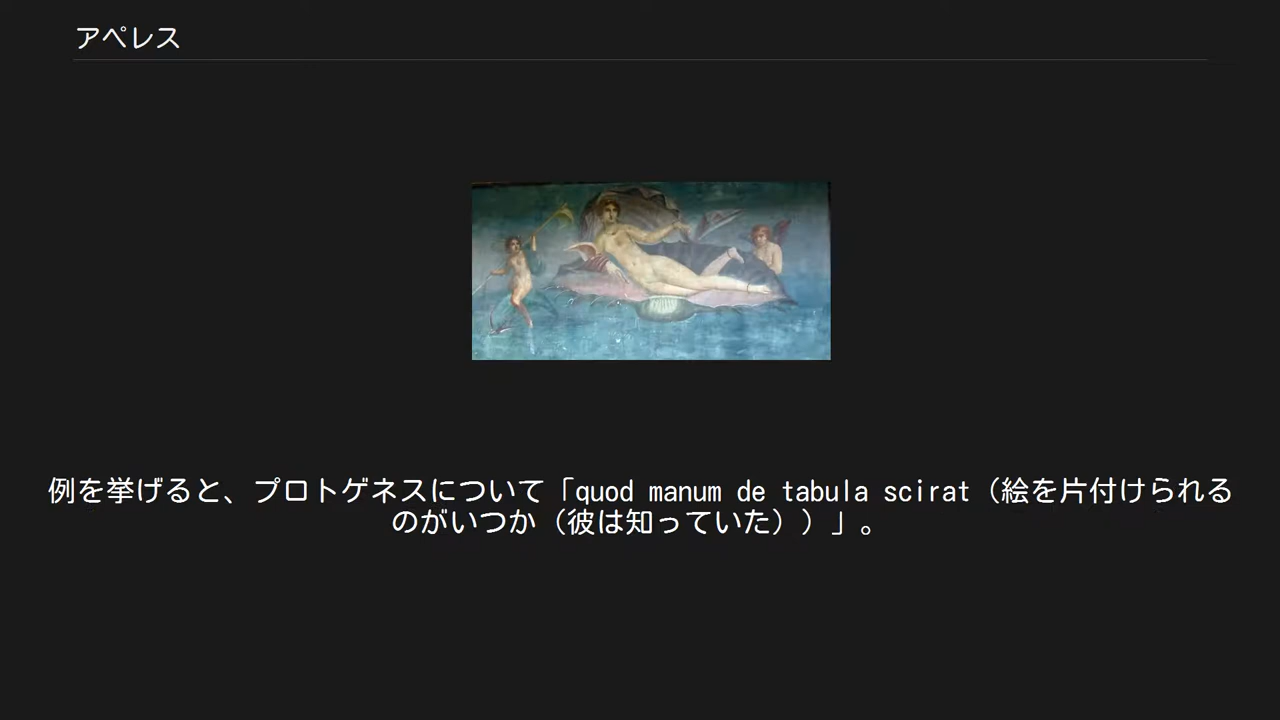 アペレス
例を挙げると、プロトゲネスについて「quod manum de tabula scirat（絵を片付けられる
のがいつか（彼は知っていた））」。